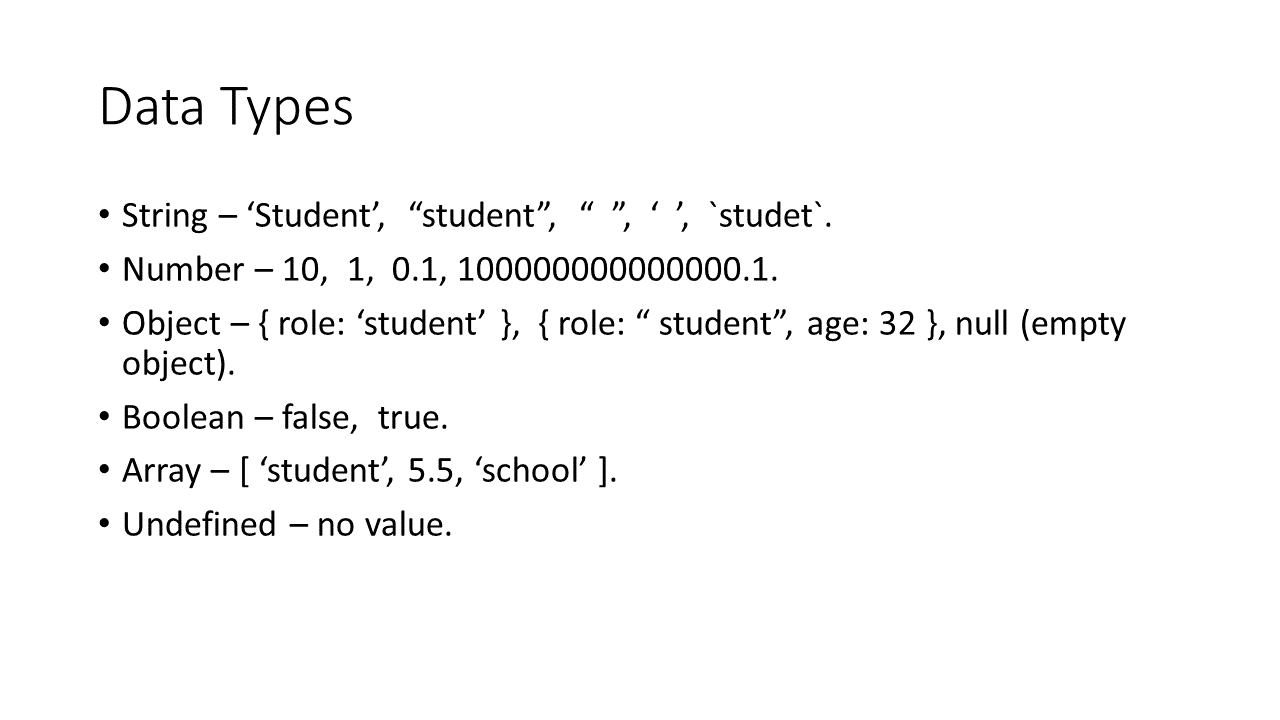 Data Types
• String – ‘Student’, “student”, “ ”, ‘ ’, `studet`.
• Number – 10, 1, 0.1, 100000000000000.1.
• Object – { role: ‘student’ }, { role: “ student”, age: 32 }, null (empty
object).
• Boolean – false, true.
• Array – [ ‘student’, 5.5, ‘school’ ].
• Undefined – no value.